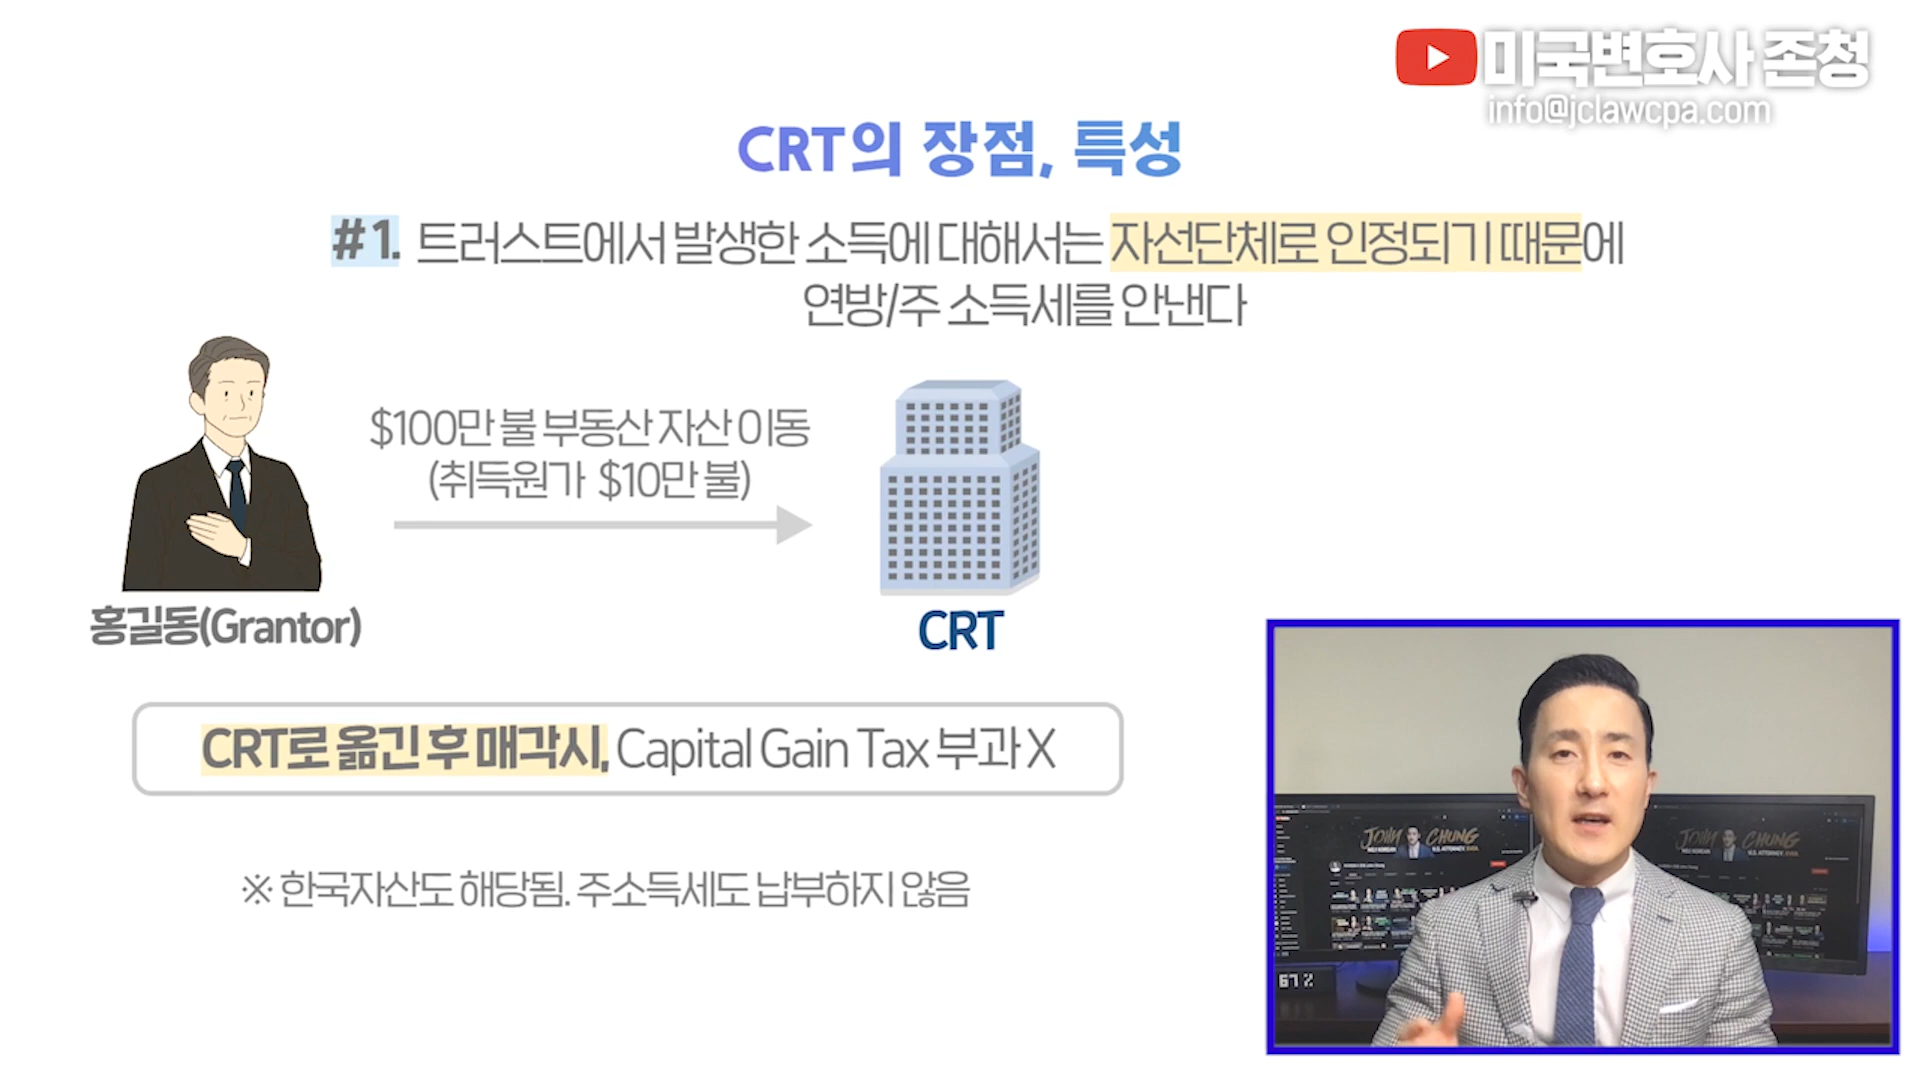 미국변호사 존청
info@jclawcpa.com
CRT의 장점, 특성
#1. 트러스트에서 발생한 소득에 대해서는 자선단체로 인정되기 때문에
연방/주 소득세를 안낸다
$100만 불 부동산 자산 이동
(취득원가 $10만 불)
홍길동(Grantor)
CRT
CRT로 옮긴 후 매각시, Capital Gain Tax 부과 X
※ 한국자산도 해당됨. 주소득세도 납부하지 않음
JOHN CHUNG
JOHN CHUNG
67%